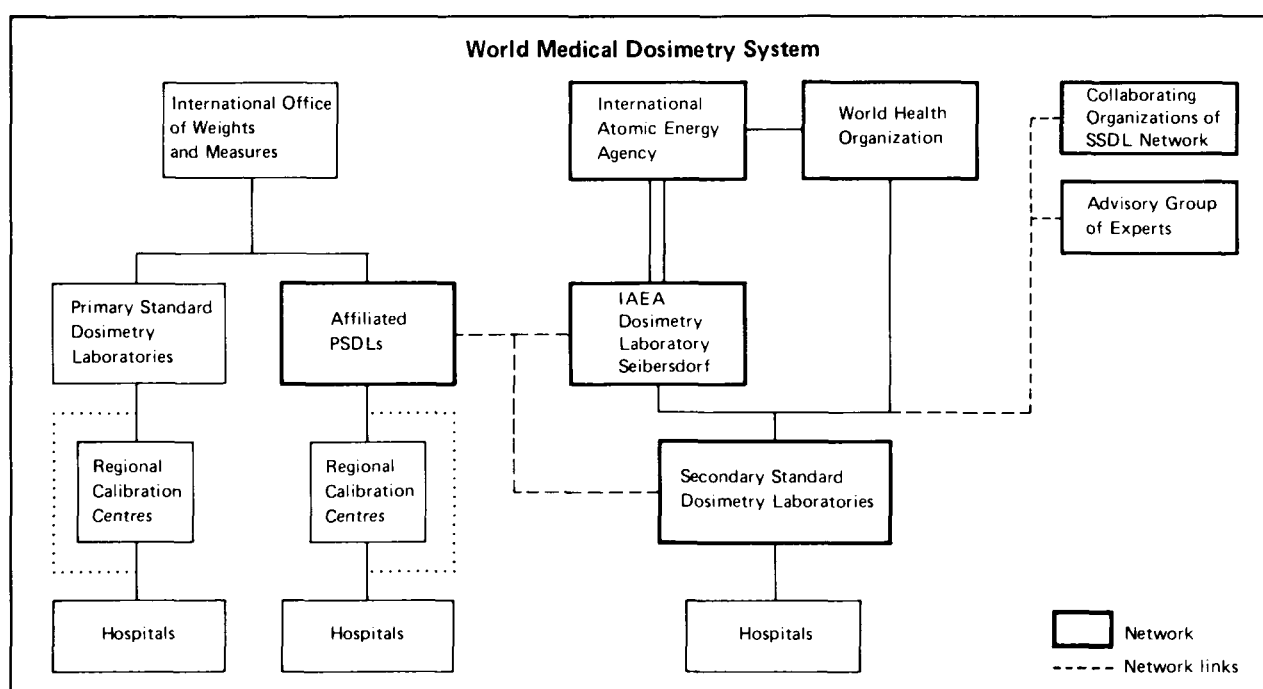 World Medical Dosimetry System
International Office
of Weights
and Measures
International
Atomic Energy
Agency
World Health
Organization
Collaborating
Organizations of
SSDL Network
Advisory Group
of Experts
Primary Standard
Dosimetry
Laboratories
Affiliated
PSDLs
IAEA
Dosimetry
Laboratory
Seibersdorf
Regional
Calibration
Centres
Regional
Calibration
Centres
Secondary Standard
Dosimetry Laboratories
Hospitals
Hospitals
Hospitals
Network
Network links